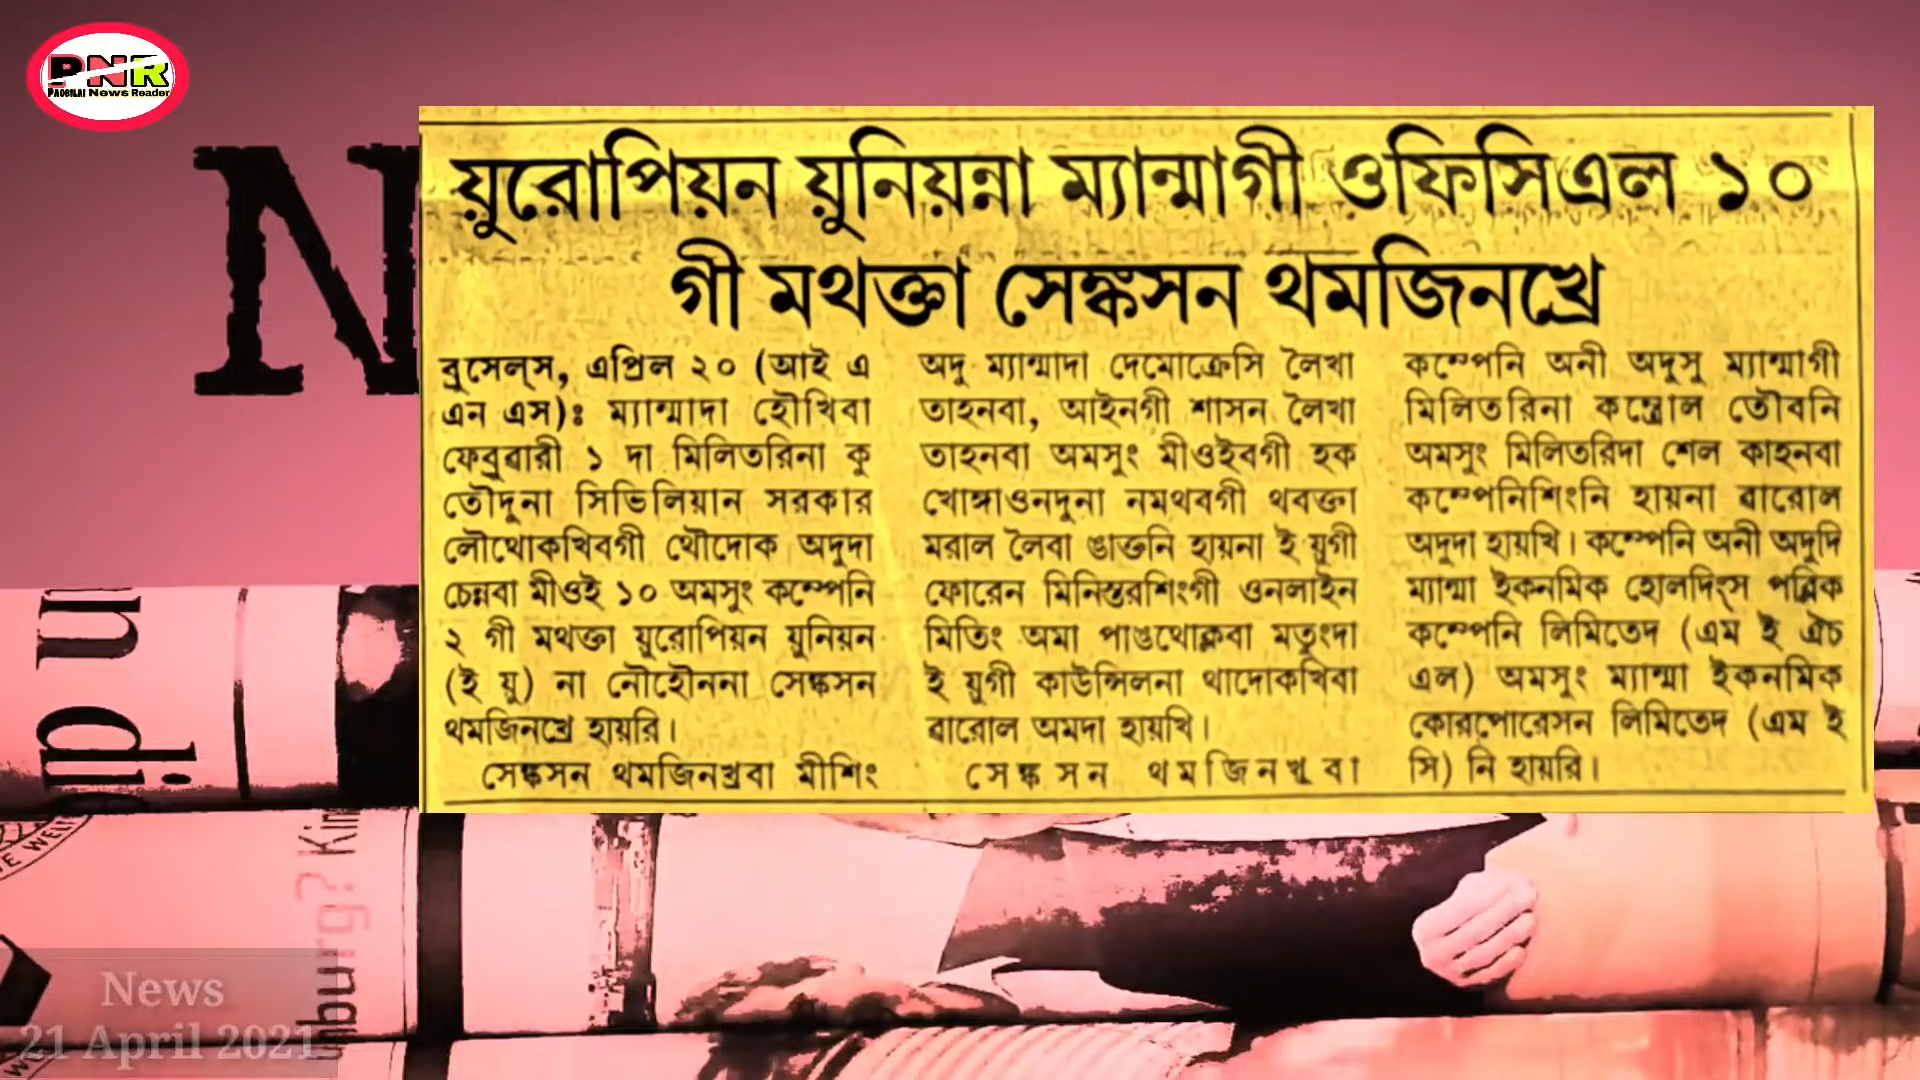 PNR
PAOBILAI News Reader
N
য়ুরোপিয়ন য়ুনিয়ন্না ম্যান্মাগী ওফিসিএল ১০
গী মথক্তা সেঙ্কসন থমজিনখ্রে
ব্রুসেল্‌স, এপ্রিল ২০ (আই এ
এন এস)ঃ ম্যান্মাদা হৌখিবা
ফেব্রুৱারী ১ দা মিলিতরিনা কু
তৌদুনা সিভিলিয়ান সরকার
লৌথোকখিবগী থৌদোক অদুদা
চেন্নবা মীওই ১০ অমসুং কম্পেনি
২ গী মথক্তা য়ুরোপিয়ন য়ুনিয়ন
(ই য়ু) না নৌহৌননা সেঙ্কসন
থমজিনখ্রে হায়রি।
সেঙ্কসন থমজিনখ্রবা মীশিং
অদু ম্যান্মাদা দেমোক্রেসি লৈখা
তাহনবা, আইনগী শাসন লৈখা
তাহনবা অমসুং মীওইবগী হক
খোঙ্গাওনদুনা নমথবগী থবক্তা
মরাল লৈবা ঙাক্তনি হায়না ই য়ুগী
ফোরেন মিনিস্তরশিংগী ওনলাইন
মিতিং অমা পাঙথোক্লবা মতুংদা
ই য়ুগী কাউন্সিলনা থাদোকখিবা
ৱারোল অমদা হায়খি।
সেঙ্কসন থমজিনখ্রবা
কম্পেনি অনী অদুসু ম্যান্মাগী
মিলিতরিনা কন্ত্রোল তৌবনি
অমসুং মিলিতরিদা শেল কাহনবা
কম্পেনিশিংনি হায়না ৱারোল
অদুদা হায়খি। কম্পেনি অনী অদুদি
ম্যান্মা ইকনমিক হোলদিংস পব্লিক
কম্পেনি লিমিতেদ (এম ই ঐচ
এল) অমসুং ম্যান্মা ইকনমিক
কোরপোরেসন লিমিতেদ (এম ই
সি) নি হায়রি।
News
21 April 2021